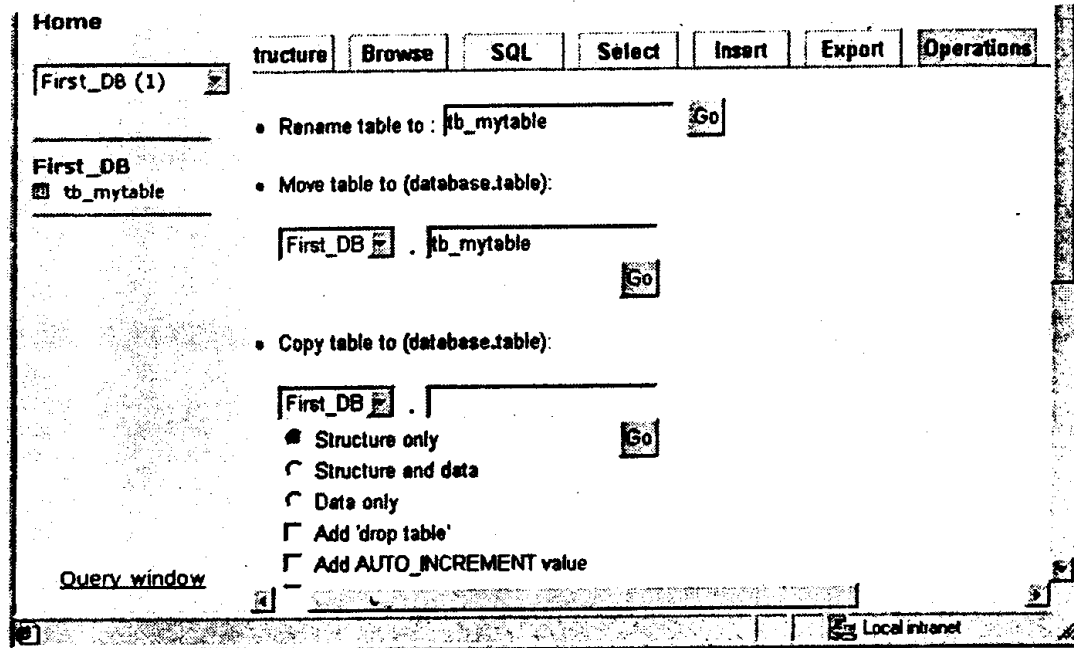 Home
First_DB (1)
First_DB
tb_mytable
Query window
tructure Browse SQL Select Insert Export Operations
• Rename table to : tb_mytable Go
• Move table to (database.table):
First_DB . tb_mytable
Go
• Copy table to (database.table):
First_DB .
Structure only Go
Structure and data
Data only
Add 'drop table'
Add AUTO_INCREMENT value
Local intranet